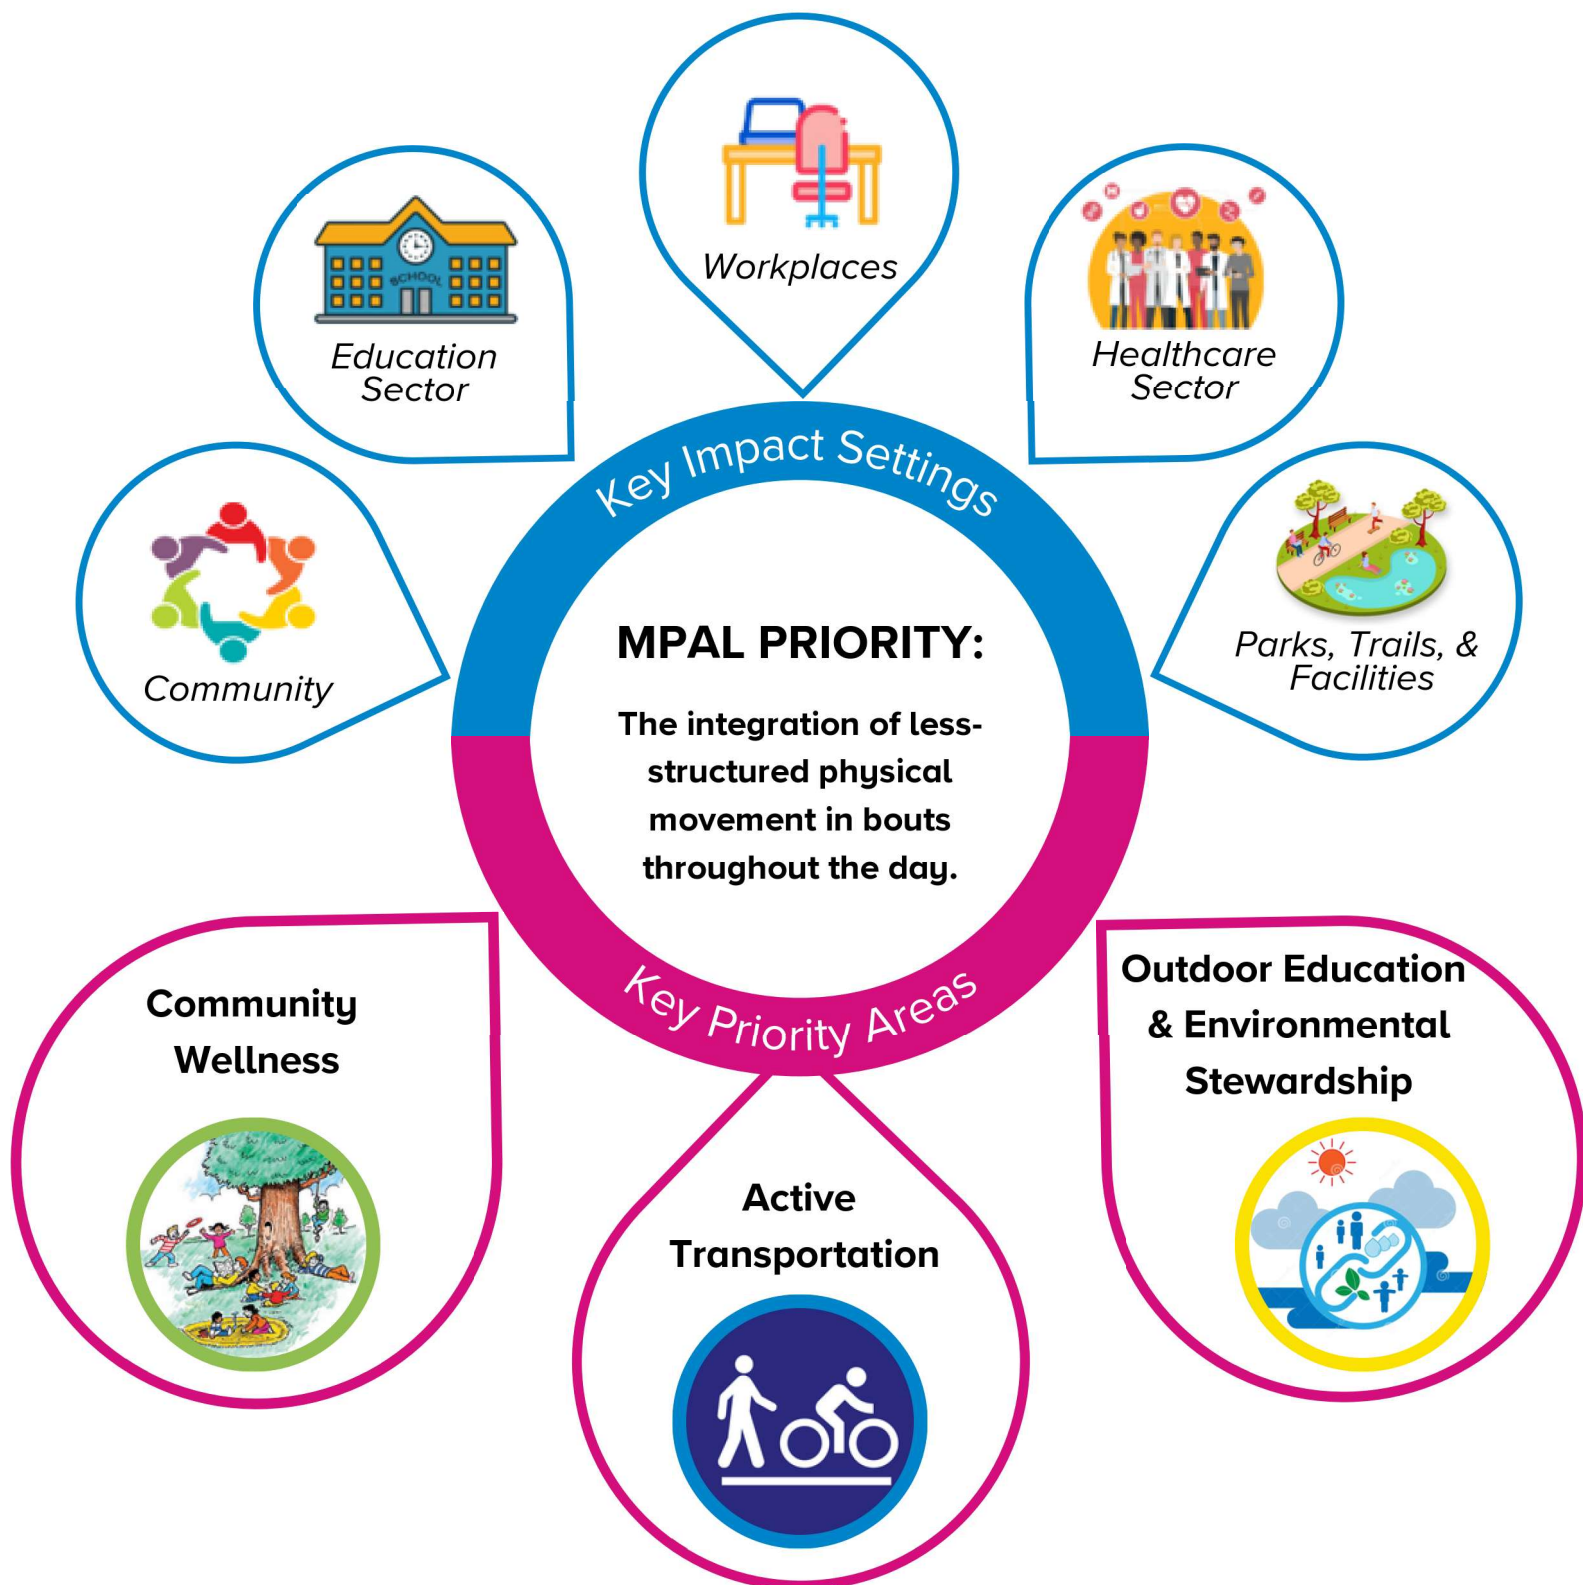 Workplaces
Education
Sector
SCHOOL
Healthcare
Sector
Community
Parks, Trails, &
Facilities
Key Impact Settings
MPAL PRIORITY:
The integration of less-
structured physical
movement in bouts
throughout the day.
Key Priority Areas
Community
Wellness
Active
Transportation
Outdoor Education
& Environmental
Stewardship